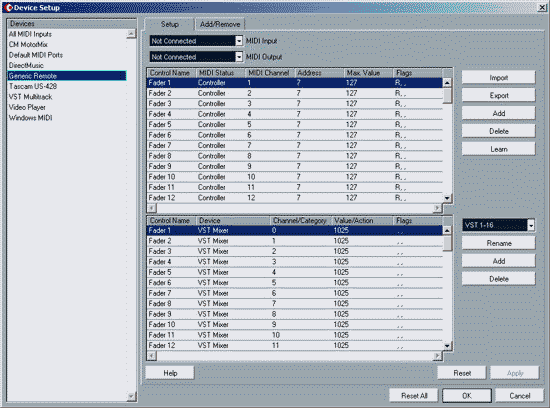 Device Setup
Devices
All MIDI Inputs
CM MotorMix
Default MIDI Ports
DirectMusic
Generic Remote
Tascam US-428
VST Multitrack
Video Player
Windows MIDI
Setup Add/Remove
Not Connected MIDI Input
Not Connected MIDI Output
Control Name MIDI Status MIDI Channel Address Max. Value Flags
Fader 1 Controller 1 7 127 R, ,
Fader 2 Controller 2 7 127 R, ,
Fader 3 Controller 3 7 127 R, ,
Fader 4 Controller 4 7 127 R, ,
Fader 5 Controller 5 7 127 R, ,
Fader 6 Controller 6 7 127 R, ,
Fader 7 Controller 7 7 127 R, ,
Fader 8 Controller 8 7 127 R, ,
Fader 9 Controller 9 7 127 R, ,
Fader 10 Controller 10 7 127 R, ,
Fader 11 Controller 11 7 127 R, ,
Fader 12 Controller 12 7 127 R, ,
Import
Export
Add
Delete
Learn
Control Name Device Channel/Category Value/Action Flags
Fader 1 VST Mixer 0 1025 , ,
Fader 2 VST Mixer 1 1025 , ,
Fader 3 VST Mixer 2 1025 , ,
Fader 4 VST Mixer 3 1025 , ,
Fader 5 VST Mixer 4 1025 , ,
Fader 6 VST Mixer 5 1025 , ,
Fader 7 VST Mixer 6 1025 , ,
Fader 8 VST Mixer 7 1025 , ,
Fader 9 VST Mixer 8 1025 , ,
Fader 10 VST Mixer 9 1025 , ,
Fader 11 VST Mixer 10 1025 , ,
Fader 12 VST Mixer 11 1025 , ,
VST 1-16
Rename
Add
Delete
Help Reset Apply
Reset All OK Cancel